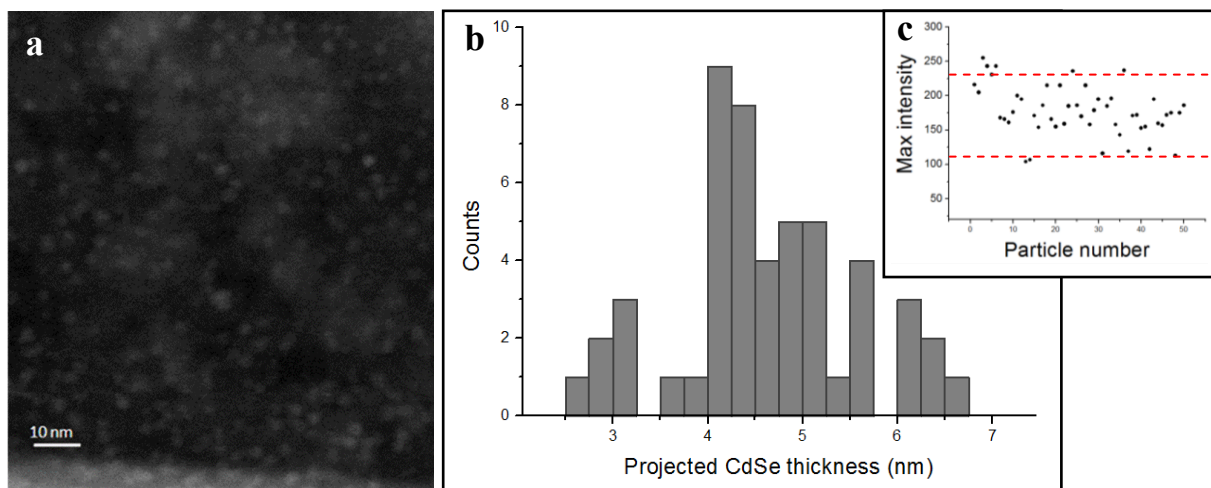 a
10 nm
b
10
8
6
4
2
0
Counts
3
4
5
6
7
Projected CdSe thickness (nm)
c
300
250
200
150
100
50
Max intensity
0
10
20
30
40
50
Particle number